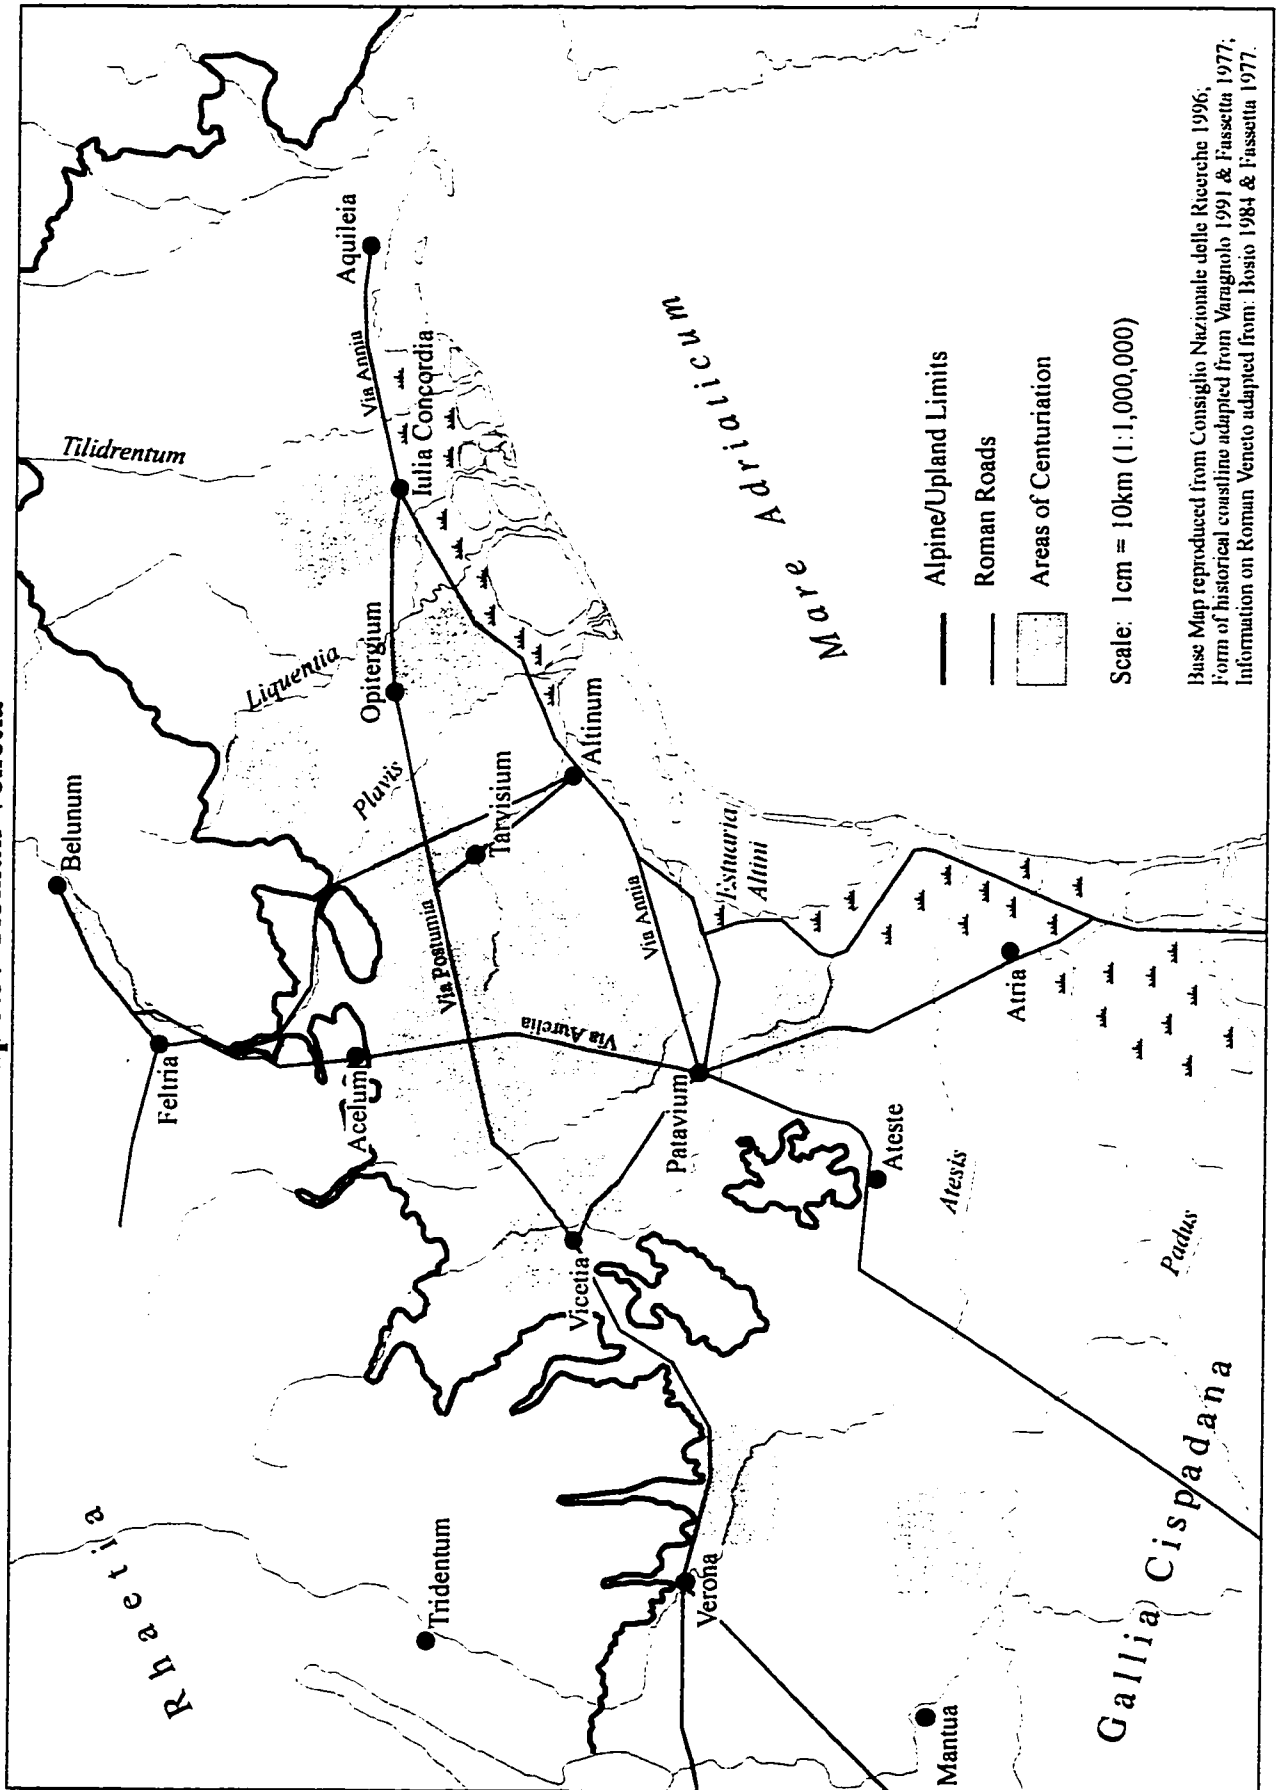 Belunum
Feltria
Acelum
Tilidrentum
Liquentia
Plavis
Opitergium
Tarvisium
Altinum
Iulia Concordia
Aquileia
Via Annia
Via Postumia
Via Aurelia
Via Annia
Estuaria
Altini
Rhaetia
Tridentum
Vicetia
Verona
Patavium
Ateste
Atria
Atesis
Padus
Mantua
Gallia Cispadana
Mare Adriaticum
Alpine/Upland Limits
Roman Roads
Areas of Centuriation
Scale: 1cm = 10km (1:1,000,000)
Base Map reproduced from Consiglio Nazionale delle Ricerche 1996;
Form of historical coastline adapted from Varagnolo 1991 & Fassetta 1977;
Information on Roman Veneto adapted from: Bosio 1984 & Fassetta 1977.